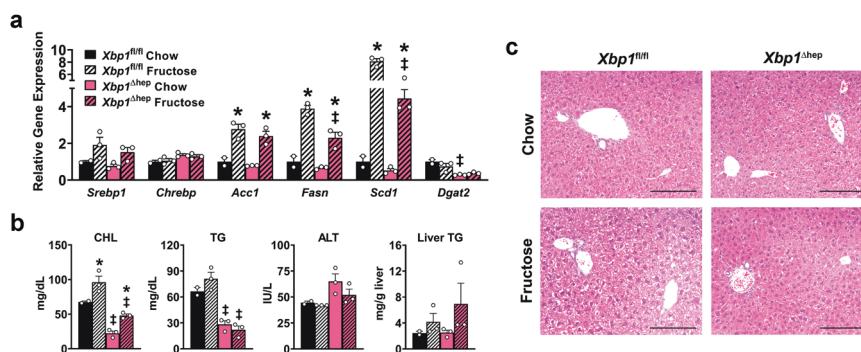 a
Relative Gene Expression
10
8
6
4
2
0
Xbp1fl/fl Chow
Xbp1fl/fl Fructose
Xbp1Δhep Chow
Xbp1Δhep Fructose
* * * * ‡ * * ‡ ‡
Srebp1 Chrebp Acc1 Fasn Scd1 Dgat2
b
CHL
mg/dL
150
100
50
0
* ‡ * ‡
TG
mg/dL
120
90
60
30
0
‡ ‡
ALT
IU/L
100
75
50
25
0
Liver TG
mg/g liver
12
9
6
3
0
c
Xbp1fl/fl Xbp1Δhep
Chow
Fructose